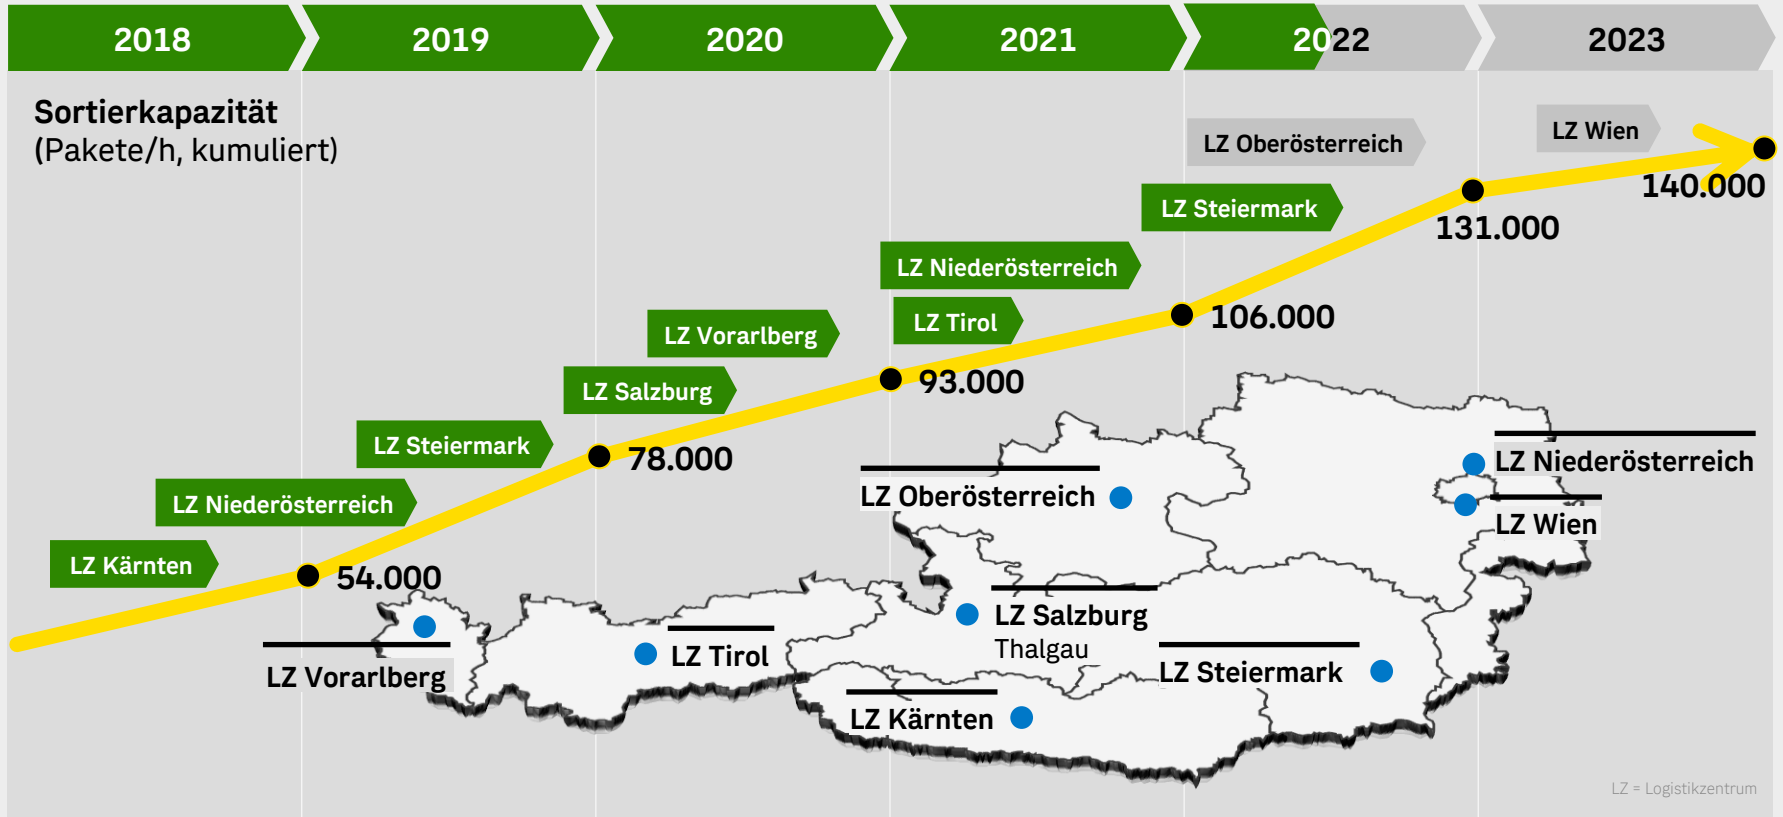 2018
2019
2020
2021
2022
2023
Sortierkapazität
(Pakete/h, kumuliert)
LZ Wien
LZ Oberösterreich
140.000
LZ Steiermark
131.000
LZ Niederösterreich
LZ Tirol
106.000
LZ Vorarlberg
LZ Salzburg
93.000
LZ Steiermark
78.000
LZ Niederösterreich
LZ Kärnten
54.000
LZ Niederösterreich
LZ Oberösterreich
LZ Wien
LZ Salzburg
Thalgau
LZ Tirol
LZ Steiermark
LZ Vorarlberg
LZ Kärnten
LZ = Logistikzentrum